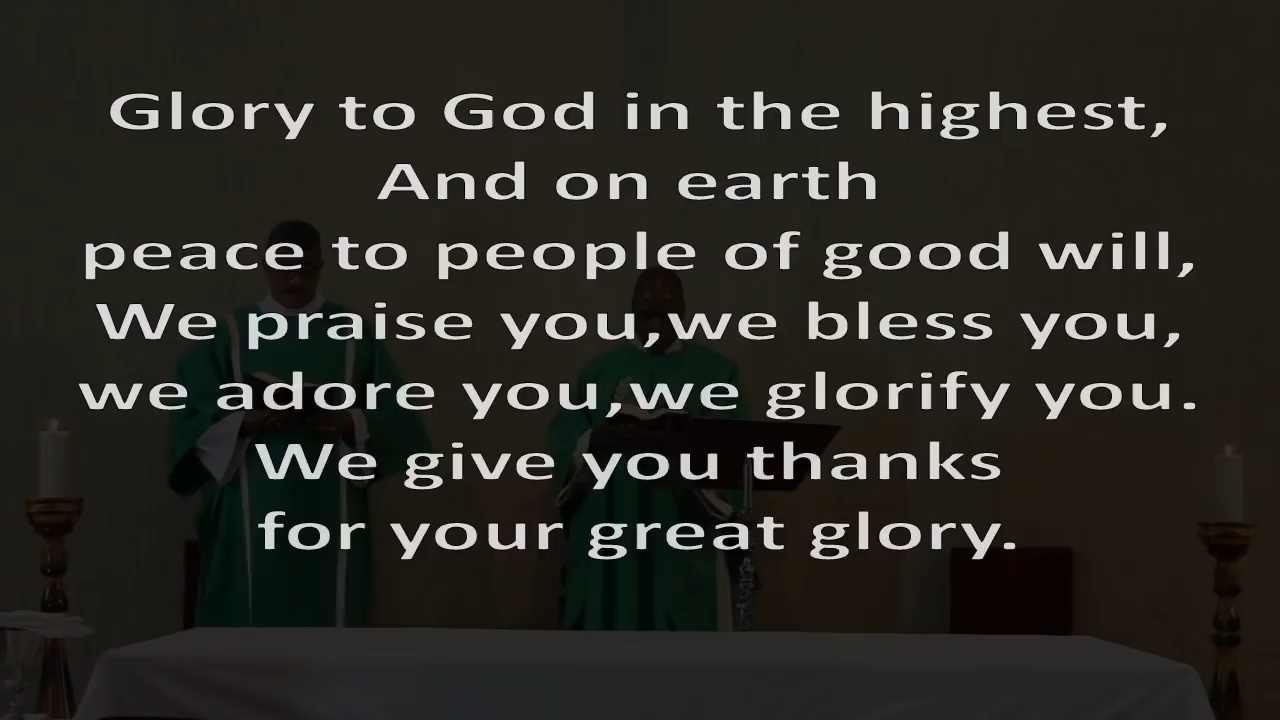 Glory to God in the highest,
And on earth
peace to people of good will,
We praise you,we bless you,
we adore you,we glorify you.
We give you thanks
for your great glory.